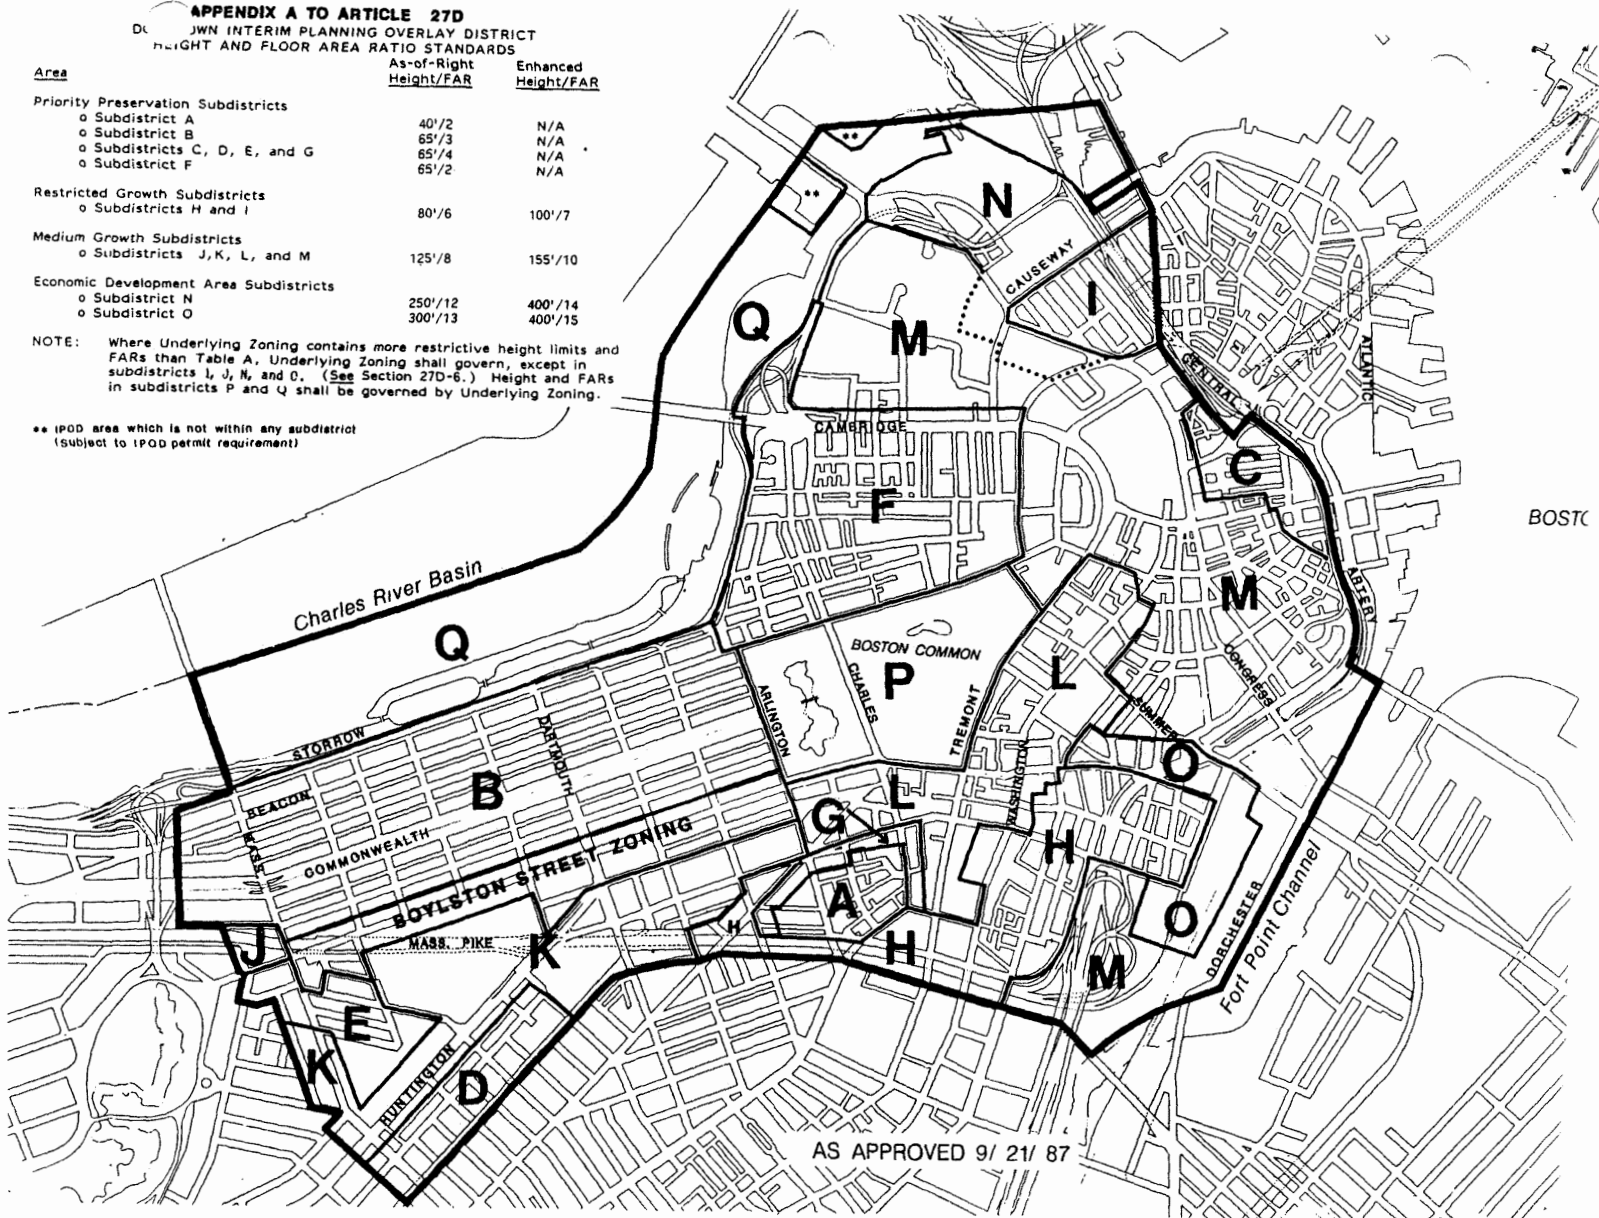 APPENDIX A TO ARTICLE 27D
INTERIM PLANNING OVERLAY DISTRICT
HEIGHT AND FLOOR AREA RATIO STANDARDS
Area As-of-Right Height/FAR Enhanced Height/FAR
Priority Preservation Subdistricts
o Subdistrict A 40'/2 N/A
o Subdistrict B 65'/3 N/A
o Subdistricts C, D, E, and G 65'/4 N/A
o Subdistrict F 65'/2 N/A
Restricted Growth Subdistricts
o Subdistricts H and I 80'/6 100'/7
Medium Growth Subdistricts
o Subdistricts J,K, L, and M 125'/8 155'/10
Economic Development Area Subdistricts
o Subdistrict N 250'/12 400'/14
o Subdistrict O 300'/13 400'/15
NOTE: Where Underlying Zoning contains more restrictive height limits and
FARs than Table A, Underlying Zoning shall govern, except in
subdistricts I, J, N, and O. (See Section 27D-6.) Height and FARs
in subdistricts P and Q shall be governed by Underlying Zoning.
** IPOD area which is not within any subdistrict
(Subject to IPOD permit requirement)
**
**
N
CAUSEWAY
I
Q
M
CENTRAL
ATLANTIC
CAMBRIDGE
C
F
BOSTO
Charles River Basin
M
ARTERY
Q
BOSTON COMMON
P
L
CONGRESS
ARLINGTON
CHARLES
TREMONT
SUMMER
STORROW
DARTMOUTH
O
B
BEACON
WASHINGTON
L
G
MASS
COMMONWEALTH
BOYLSTON STREET ZONING
H
A
O
H
J
MASS. PIKE
K
H
M
DORCHESTER
Fort Point Channel
E
K
HUNTINGTON
D
AS APPROVED 9/ 21/ 87